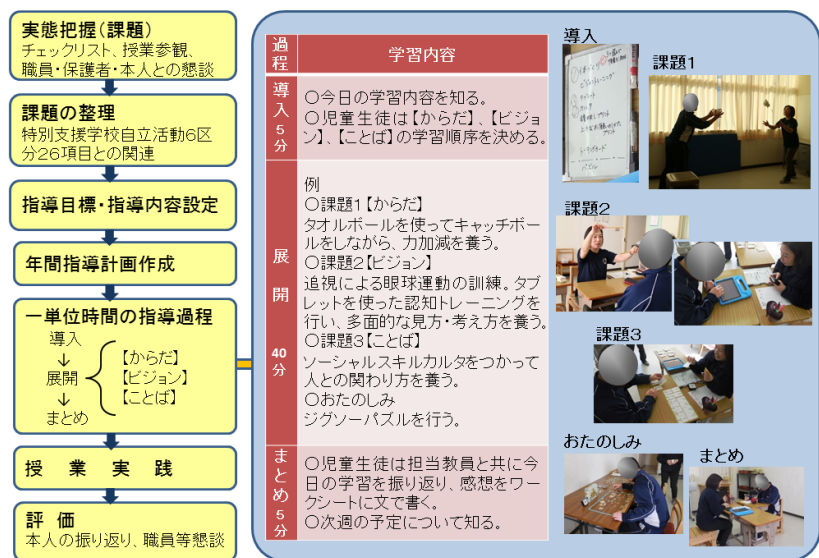 実態把握(課題)
チェックリスト、授業参観、
職員・保護者・本人との懇談
課題の整理
特別支援学校自立活動6区
分26項目との関連
指導目標・指導内容設定
年間指導計画作成
一単位時間の指導過程
導入
↓
展開
↓
まとめ
【からだ】
【ビジョン】
【ことば】
授 業 実 践
評 価
本人の振り返り、職員等懇談
過程
学習内容
導入5分
○今日の学習内容を知る。
○児童生徒は【からだ】、【ビジョ
ン】、【ことば】の学習順序を決める。
展開40分
例
○課題1【からだ】
タオルボールを使ってキャッチボー
ルをしながら、力加減を養う。
○課題2【ビジョン】
追視による眼球運動の訓練。タブ
レットを使った認知トレーニングを
行い、多面的な見方・考え方を養う。
○課題3【ことば】
ソーシャルスキルカルタをつかって
人との関わり方を養う。
○おたのしみ
ジグソーパズルを行う。
まとめ5分
○児童生徒は担当教員と共に今
日の学習を振り返り、感想をワー
クシートに文で書く。
○次週の予定について知る。
導入
課題1
課題2
課題3
おたのしみ
まとめ